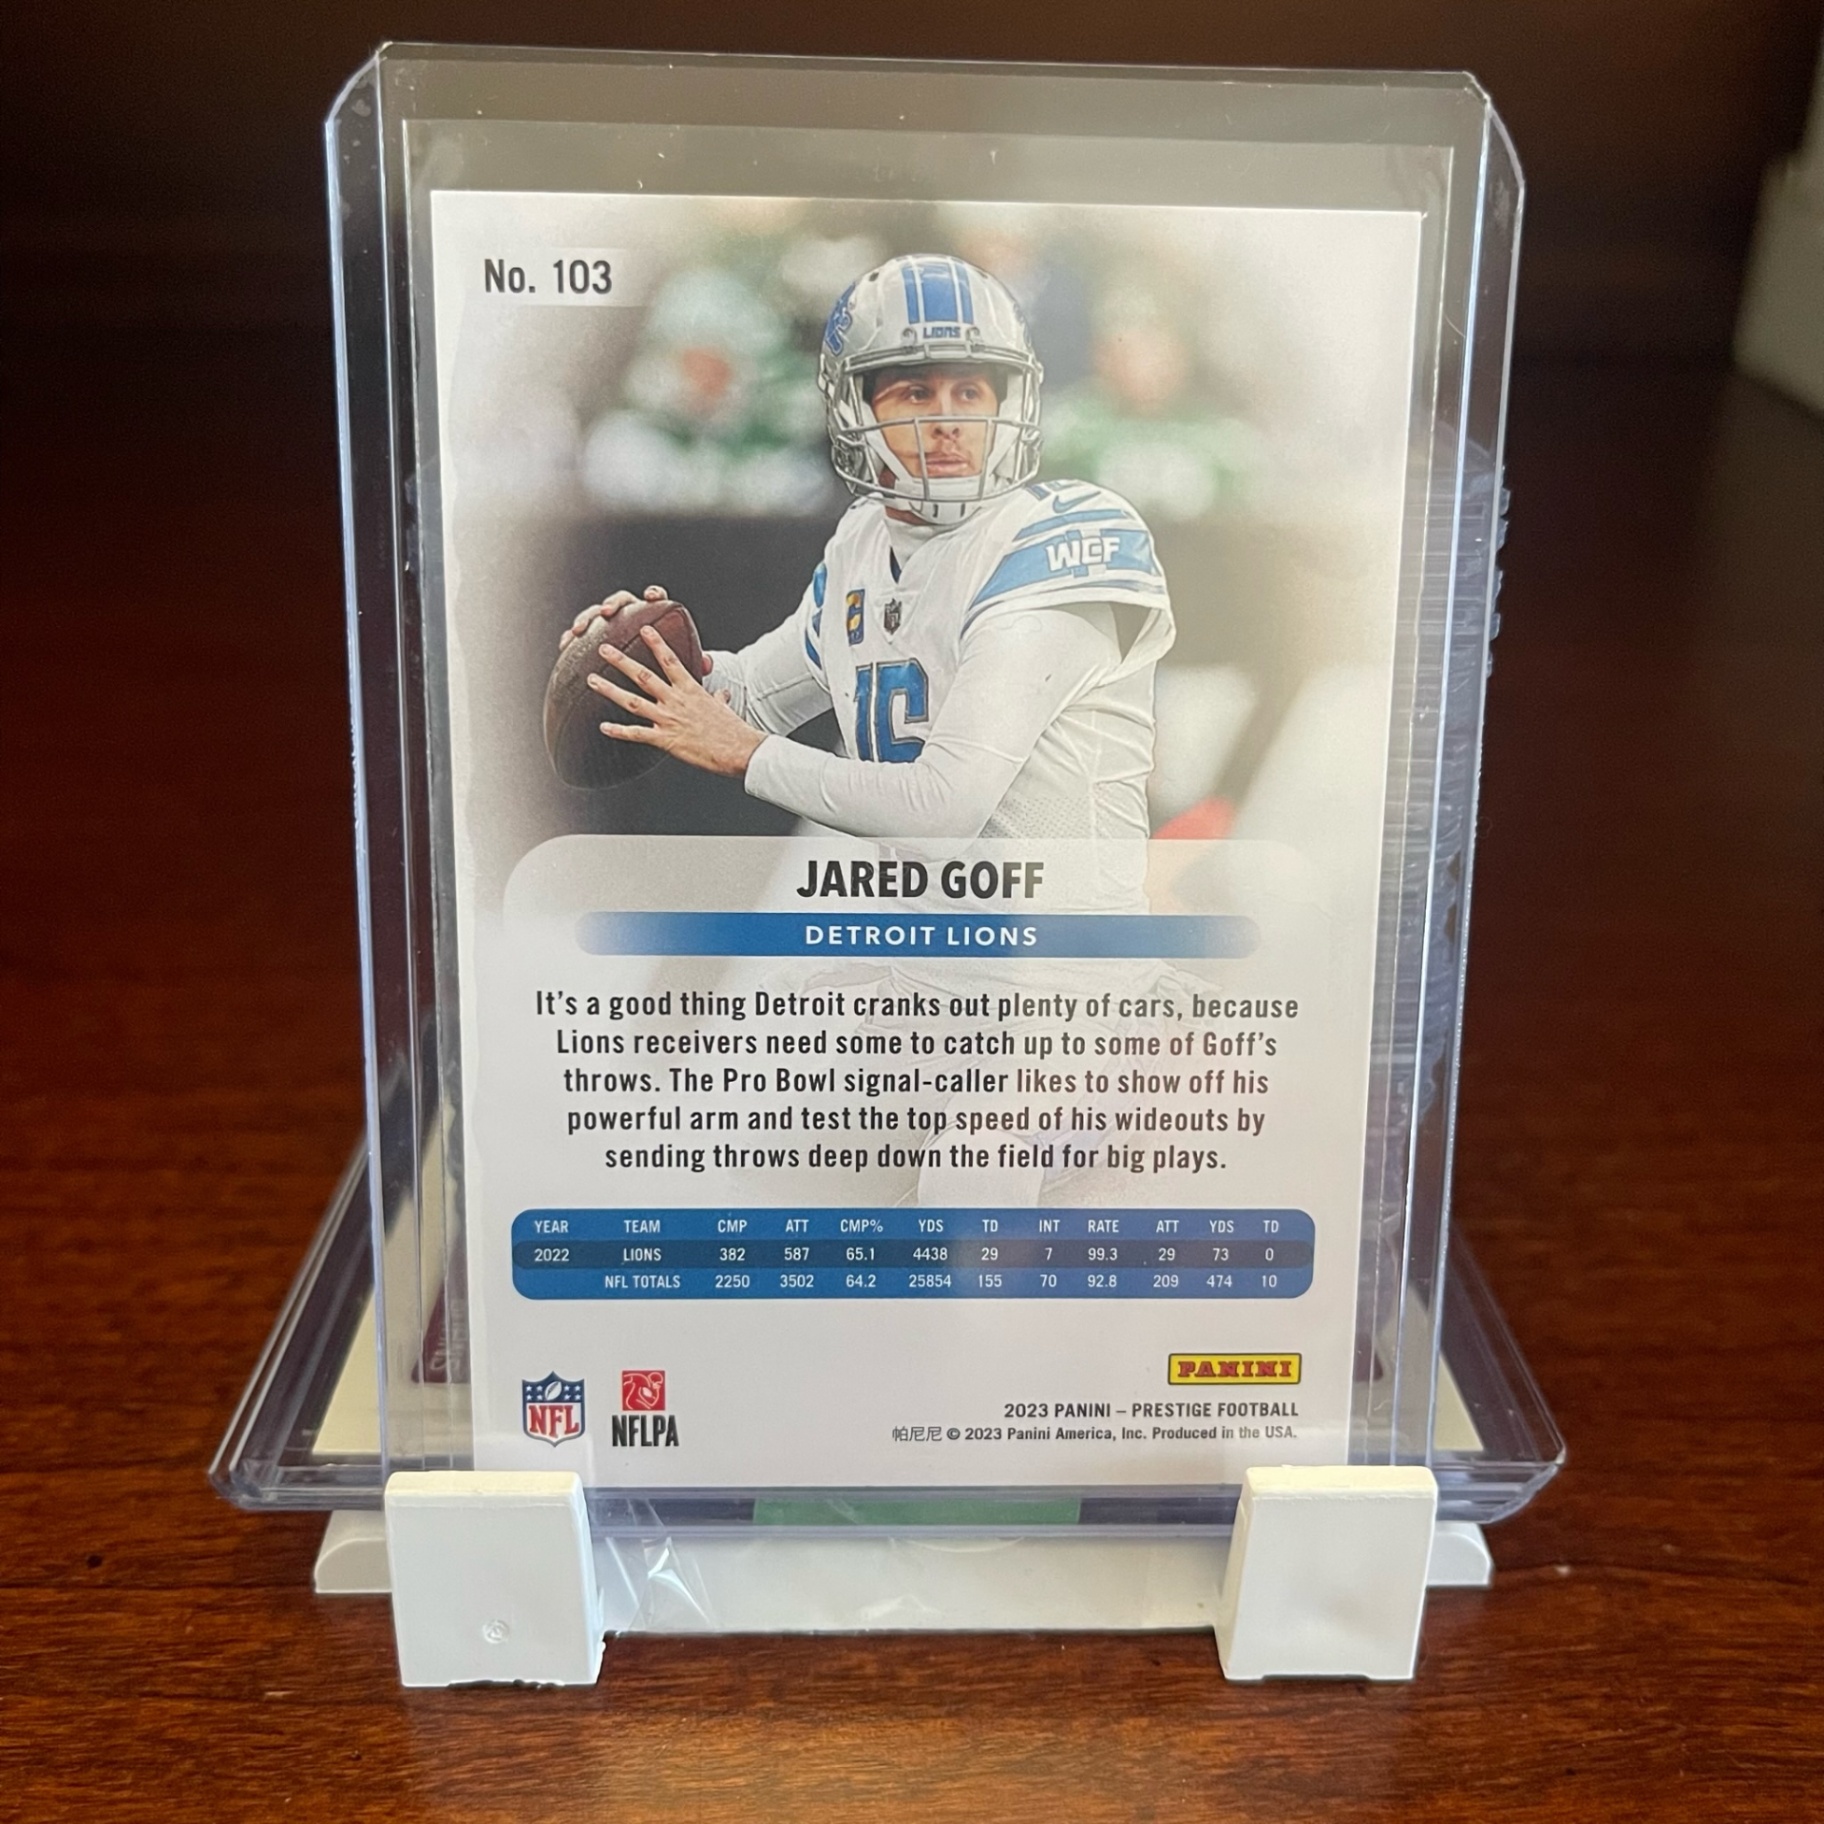 No. 103
LIONS
WCF
16
JARED GOFF
DETROIT LIONS
It's a good thing Detroit cranks out plenty of cars, because
Lions receivers need some to catch up to some of Goff's
throws. The Pro Bowl signal-caller likes to show off his
powerful arm and test the top speed of his wideouts by
sending throws deep down the field for big plays.
YEAR TEAM CMP ATT CMP% YDS TD INT RATE ATT YDS TD
2022 LIONS 382 587 65.1 4438 29 7 99.3 29 73 0
NFL TOTALS 2250 3502 64.2 25854 155 70 92.8 209 474 10
PANINI
NFL
NFLPA
2023 PANINI – PRESTIGE FOOTBALL
帕尼尼 © 2023 Panini America, Inc. Produced in the USA.